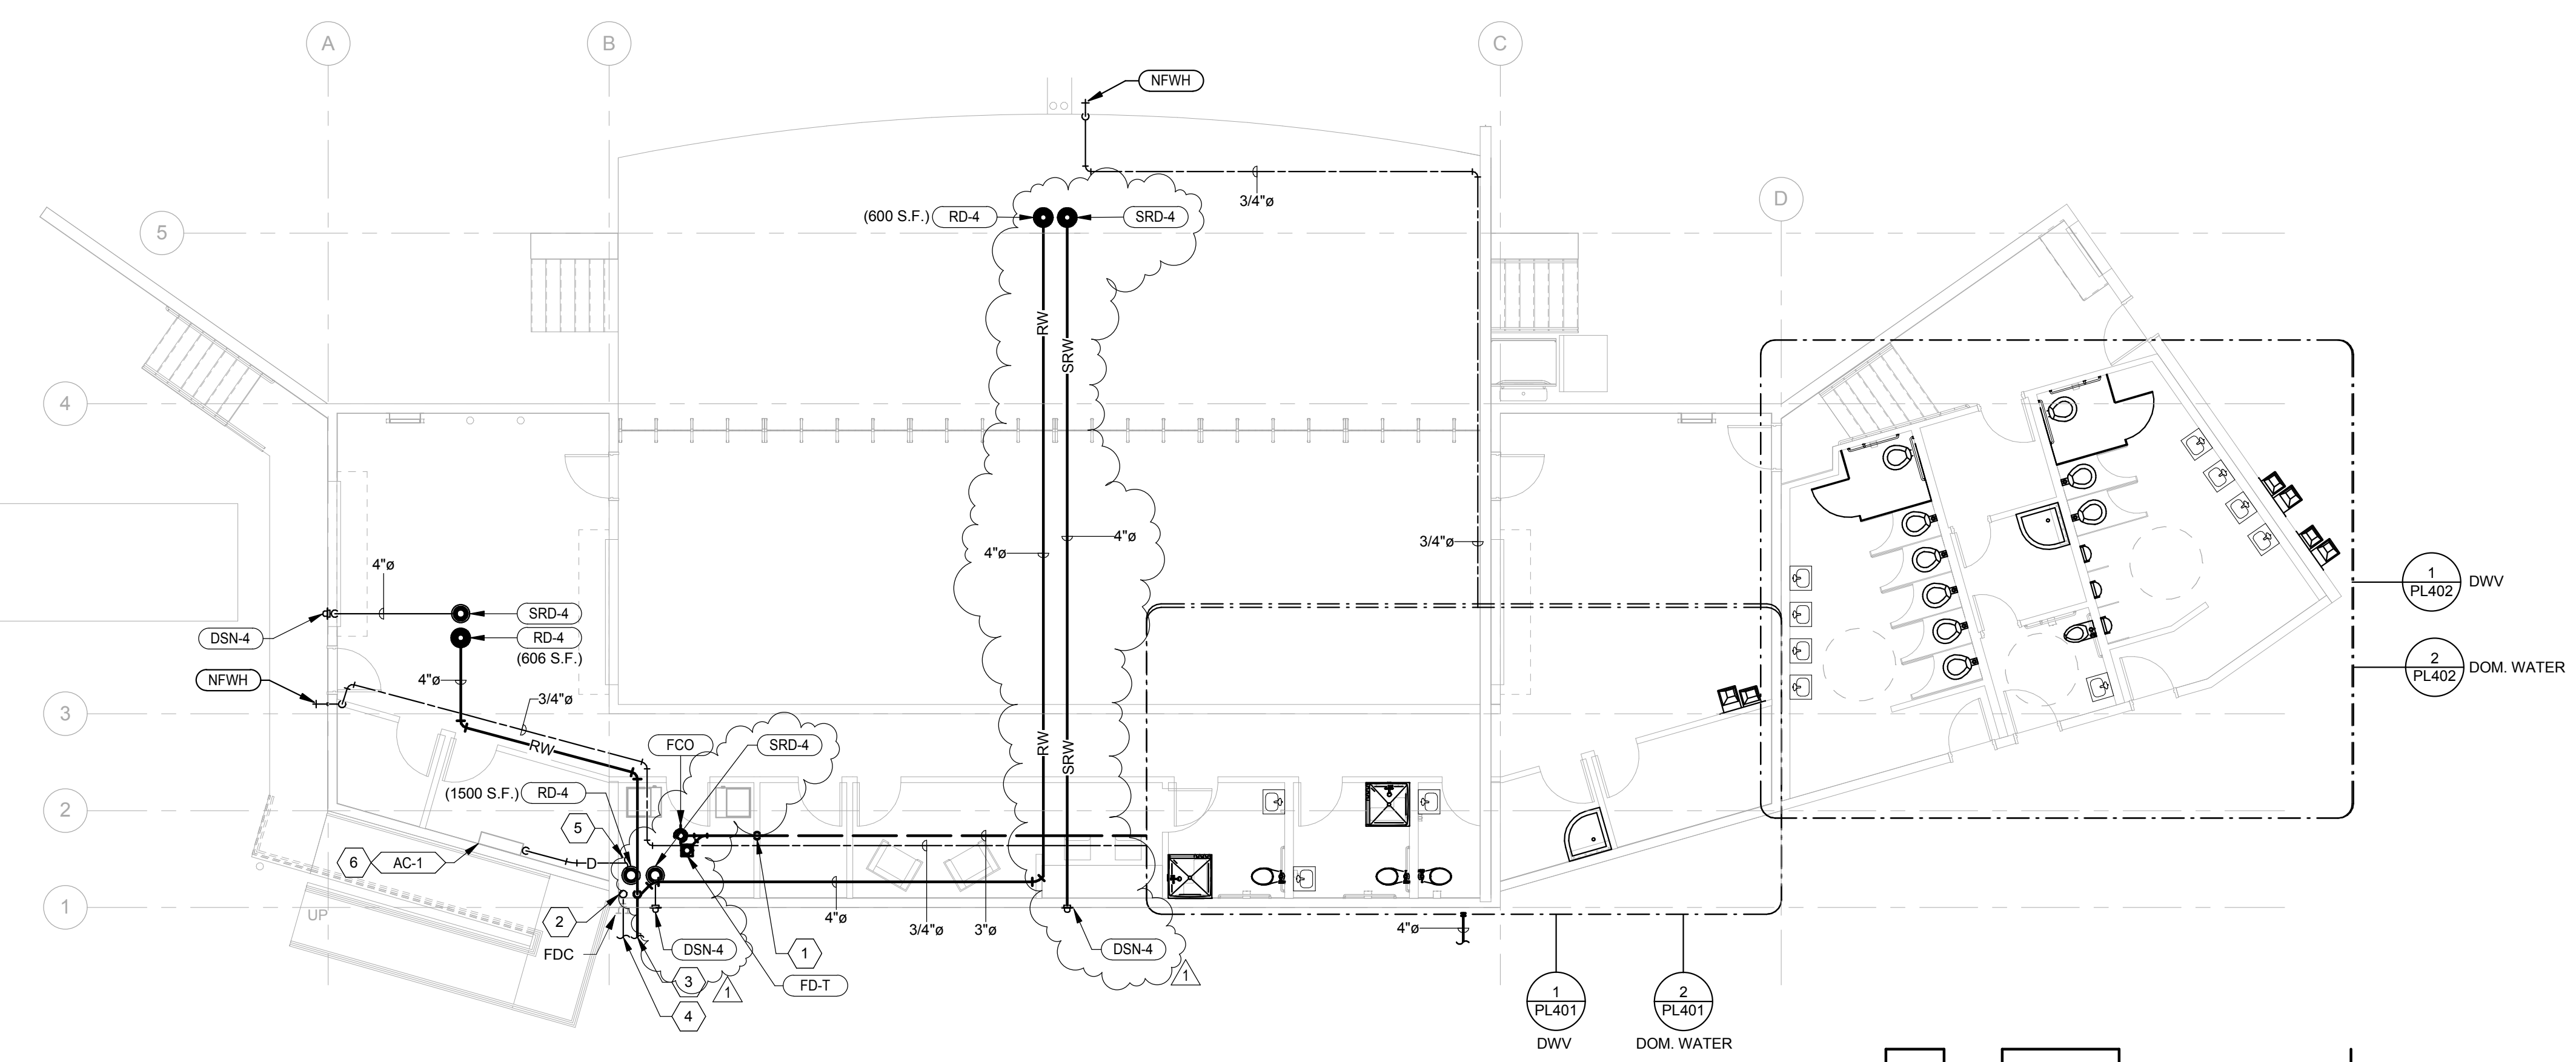 A
B
C
NFWH
D
5
3/4"ø
(600 S.F.) RD-4
SRD-4
RW
SRW
4
4"ø
4"ø
3/4"ø
4"ø
SRD-4
DSN-4
RD-4
(606 S.F.)
1
PL402
DWV
2
PL402
DOM. WATER
NFWH
4"ø
3/4"ø
3
RW
FCO
SRD-4
RW
SRW
(1500 S.F.) RD-4
2
5
6
AC-1
D
1
UP
2
4"ø
3/4"ø
3"ø
4"ø
FDC
DSN-4
1
DSN-4
3
1
1
FD-T
4
1
PL401
DWV
2
PL401
DOM. WATER